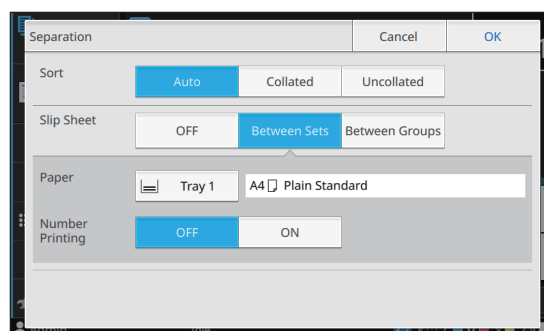 Separation Cancel OK
Sort Auto Collated Uncollated
Slip Sheet OFF Between Sets Between Groups
Paper Tray 1 A4 Plain Standard
Number
Printing OFF ON